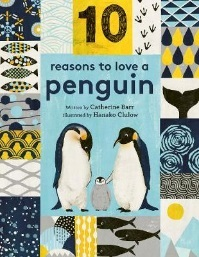 10
reasons to love a
penguin
Written by Catherine Barr
Illustrated by Hanako Clulow